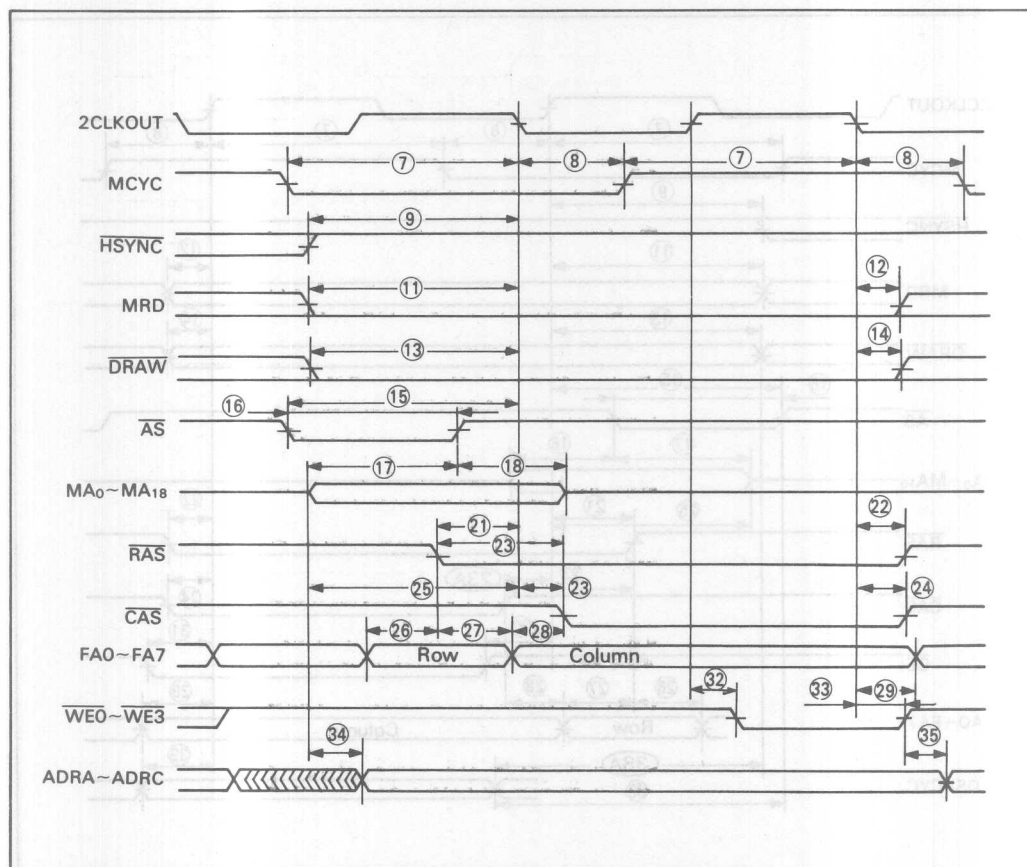 2CLKOUT
⑦ ⑧ ⑦ ⑧
MCYC
⑨
HSYNC
⑪ ⑫
MRD
⑬ ⑭
DRAW
⑯ ⑮
AS
⑰ ⑱
MA0~MA18
㉑ ㉒
㉓
RAS
㉕ ㉓ ㉔
CAS
㉖ ㉗ ㉘
FA0~FA7 Row Column
㉜ ㉝ ㉙
WE0~WE3
㉞ ㉟
ADRA~ADRC